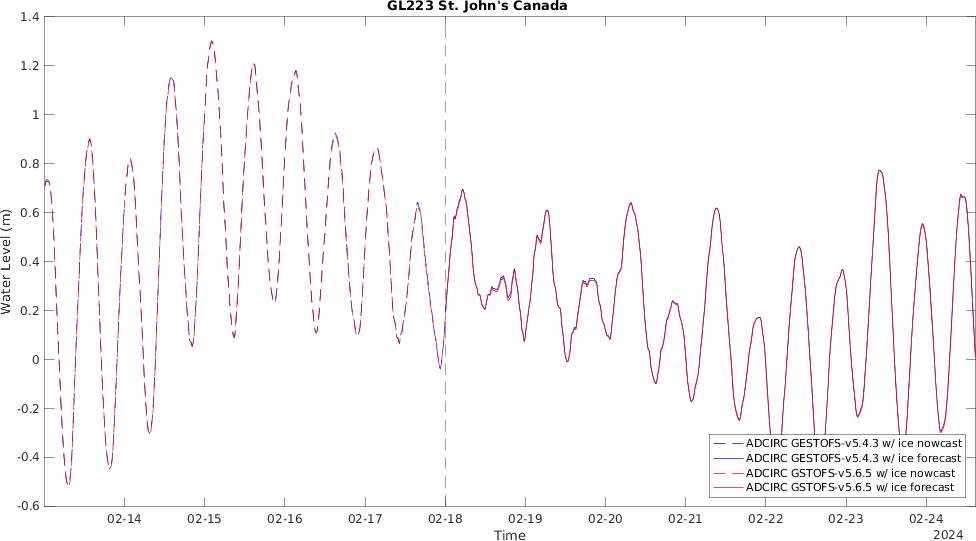 GL223 St. John's Canada
1.4
1.2
1
0.8
0.6
0.4
0.2
0
-0.2
-0.4
-0.6
Water Level (m)
ADCIRC GESTOFS-v5.4.3 w/ ice nowcast
ADCIRC GESTOFS-v5.4.3 w/ ice forecast
ADCIRC GSTOFS-v5.6.5 w/ ice nowcast
ADCIRC GSTOFS-v5.6.5 w/ ice forecast
02-14 02-15 02-16 02-17 02-18 02-19 02-20 02-21 02-22 02-23 02-24
Time
2024